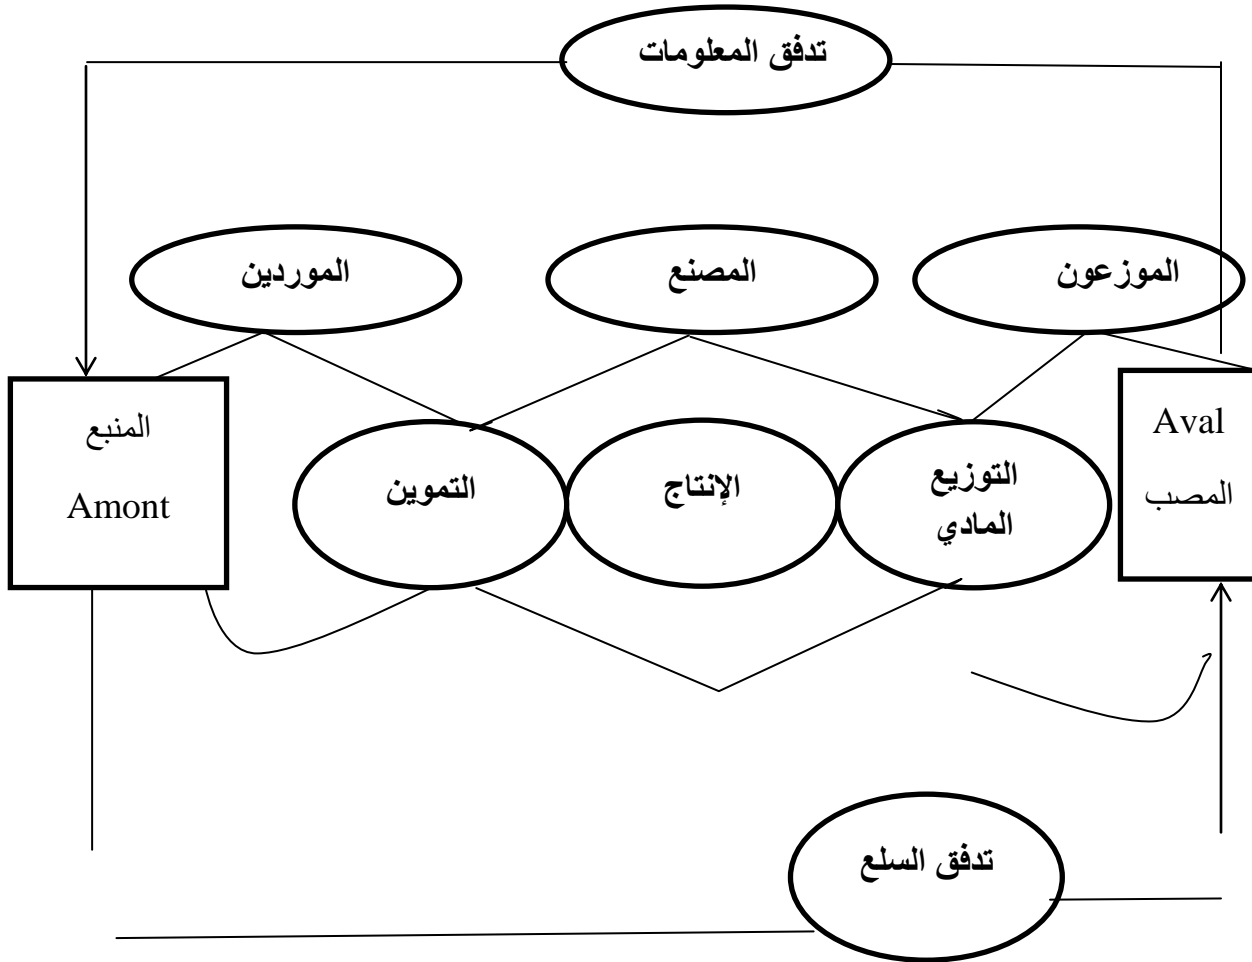 تدفق المعلومات
الموزعون
المصنع
الموردين
Aval
المصب
التوزيع
المادي
الإنتاج
التموين
المنبع
Amont
تدفق السلع